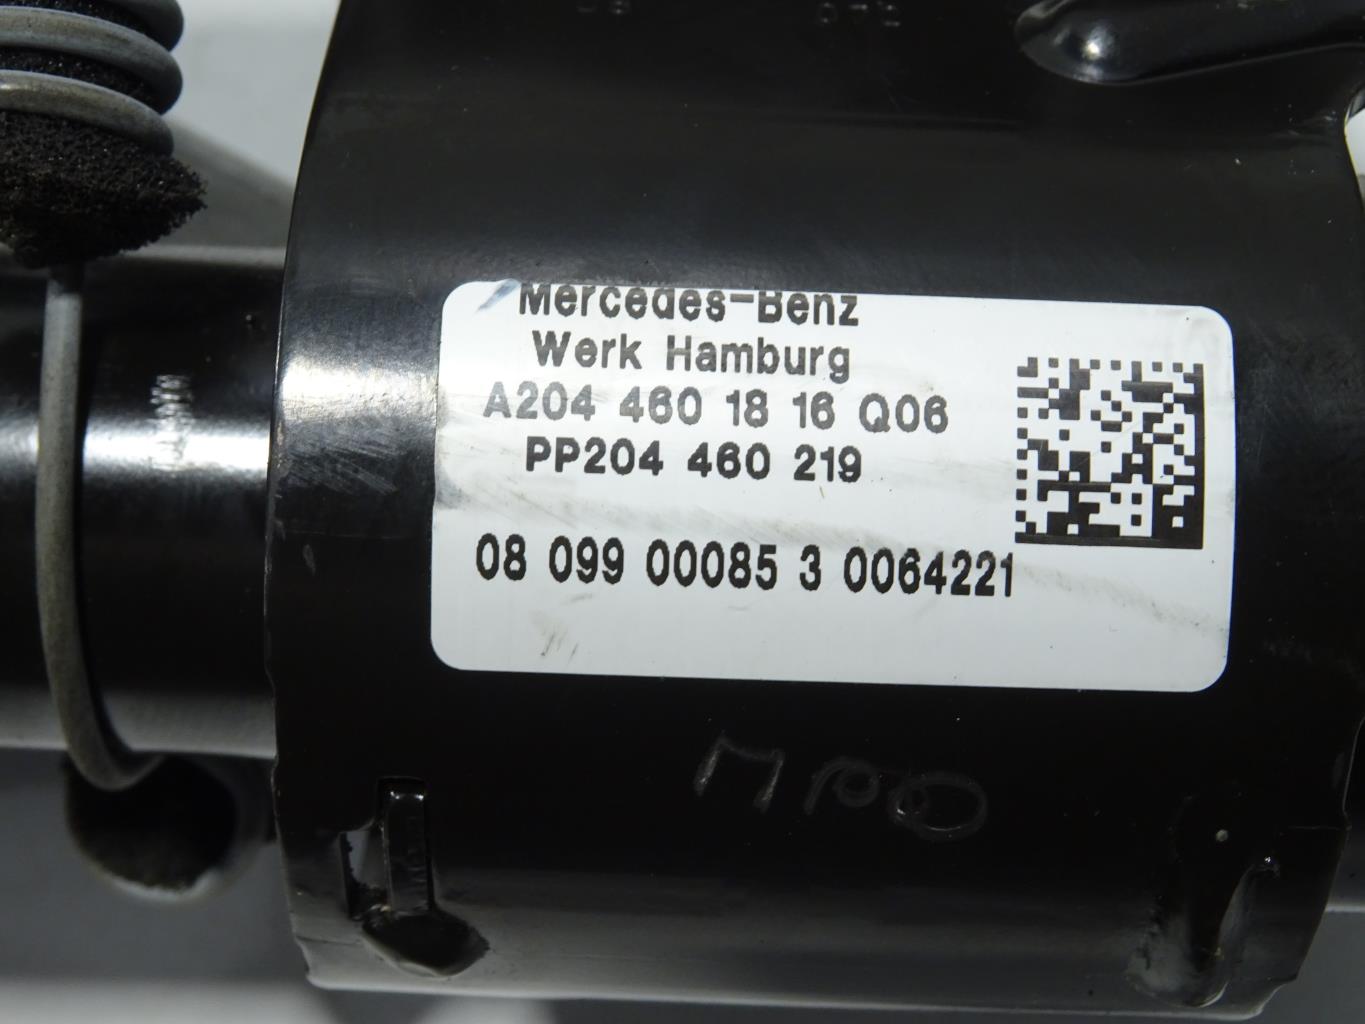 Mercedes-Benz
Werk Hamburg
A204 460 18 16 Q06
PP204 460 219
08 099 00085 3 0064221